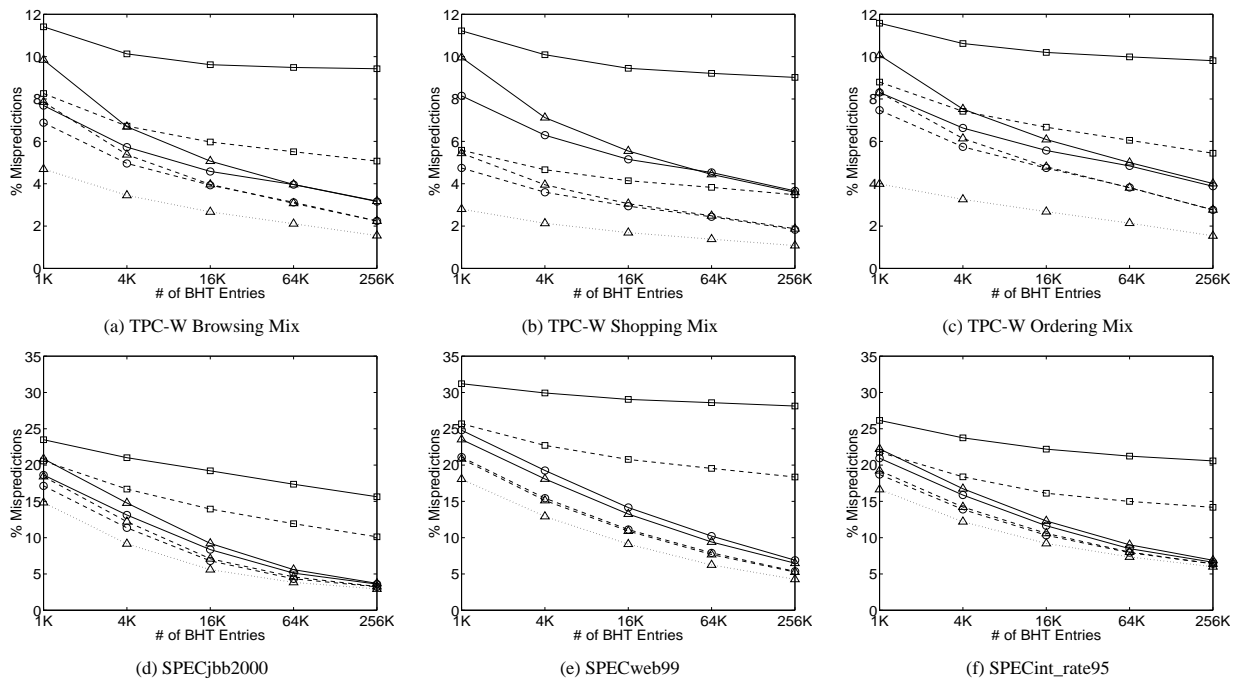 12
10
8
6
4
2
0
% Mispredictions
1K 4K 16K 64K 256K
# of BHT Entries
(a) TPC-W Browsing Mix
12
10
8
6
4
2
0
% Mispredictions
1K 4K 16K 64K 256K
# of BHT Entries
(b) TPC-W Shopping Mix
12
10
8
6
4
2
0
% Mispredictions
1K 4K 16K 64K 256K
# of BHT Entries
(c) TPC-W Ordering Mix
35
30
25
20
15
10
5
0
% Mispredictions
1K 4K 16K 64K 256K
# of BHT Entries
(d) SPECjbb2000
35
30
25
20
15
10
5
0
% Mispredictions
1K 4K 16K 64K 256K
# of BHT Entries
(e) SPECweb99
35
30
25
20
15
10
5
0
% Mispredictions
1K 4K 16K 64K 256K
# of BHT Entries
(f) SPECint_rate95